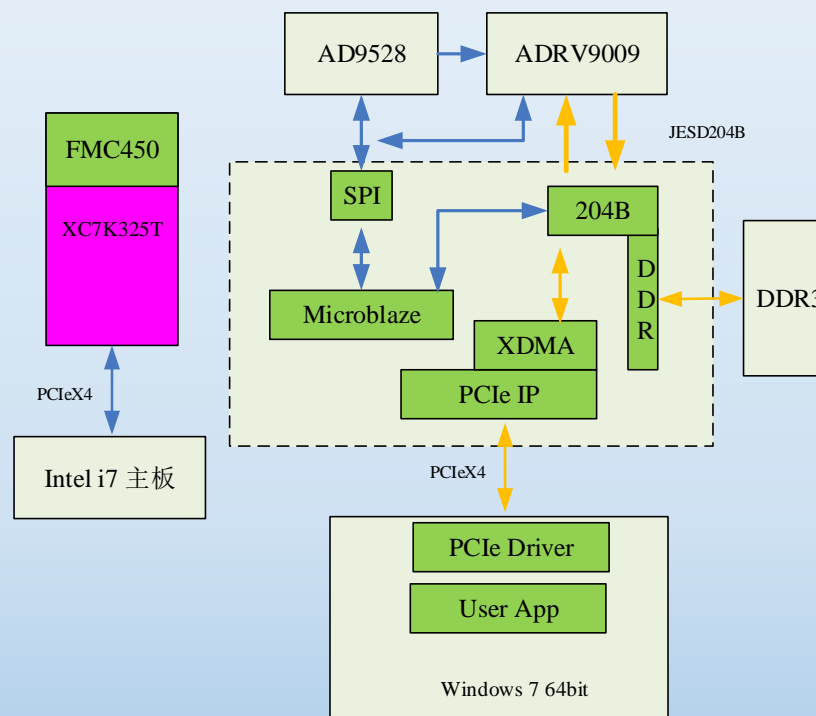 AD9528
ADRV9009
JESD204B
FMC450
XC7K325T
SPI
204B
DDR
DDR3
Microblaze
XDMA
PCIe IP
PCIeX4
Intel i7 主板
PCIeX4
PCIe Driver
User App
Windows 7 64bit